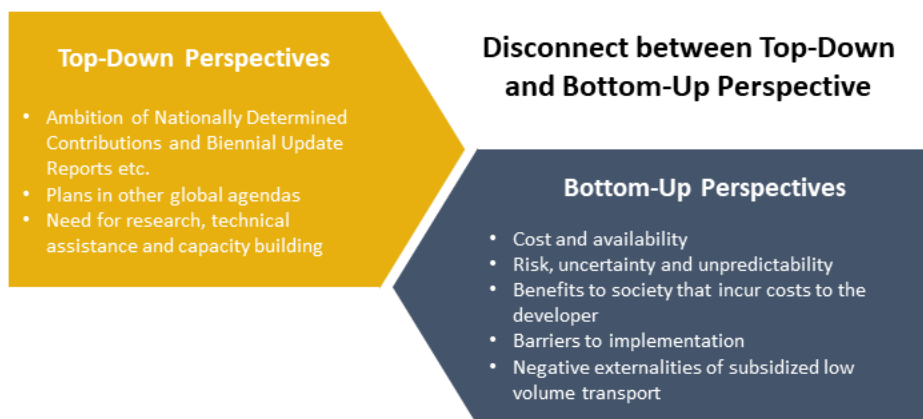 Top-Down Perspectives
• Ambition of Nationally Determined
Contributions and Biennial Update
Reports etc.
• Plans in other global agendas
• Need for research, technical
assistance and capacity building
Disconnect between Top-Down
and Bottom-Up Perspective
Bottom-Up Perspectives
• Cost and availability
• Risk, uncertainty and unpredictability
• Benefits to society that incur costs to the
developer
• Barriers to implementation
• Negative externalities of subsidized low
volume transport